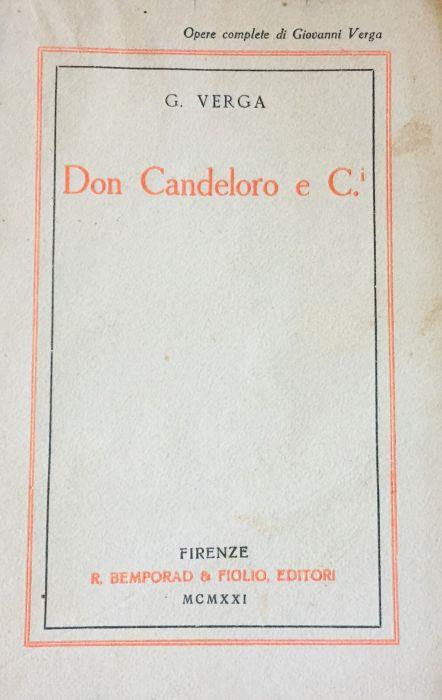 Opere complete di Giovanni Verga
G. VERGA
Don Candeloro e C.i
FIRENZE
R. BEMPORAD & FIGLIO, EDITORI
MCMXXI